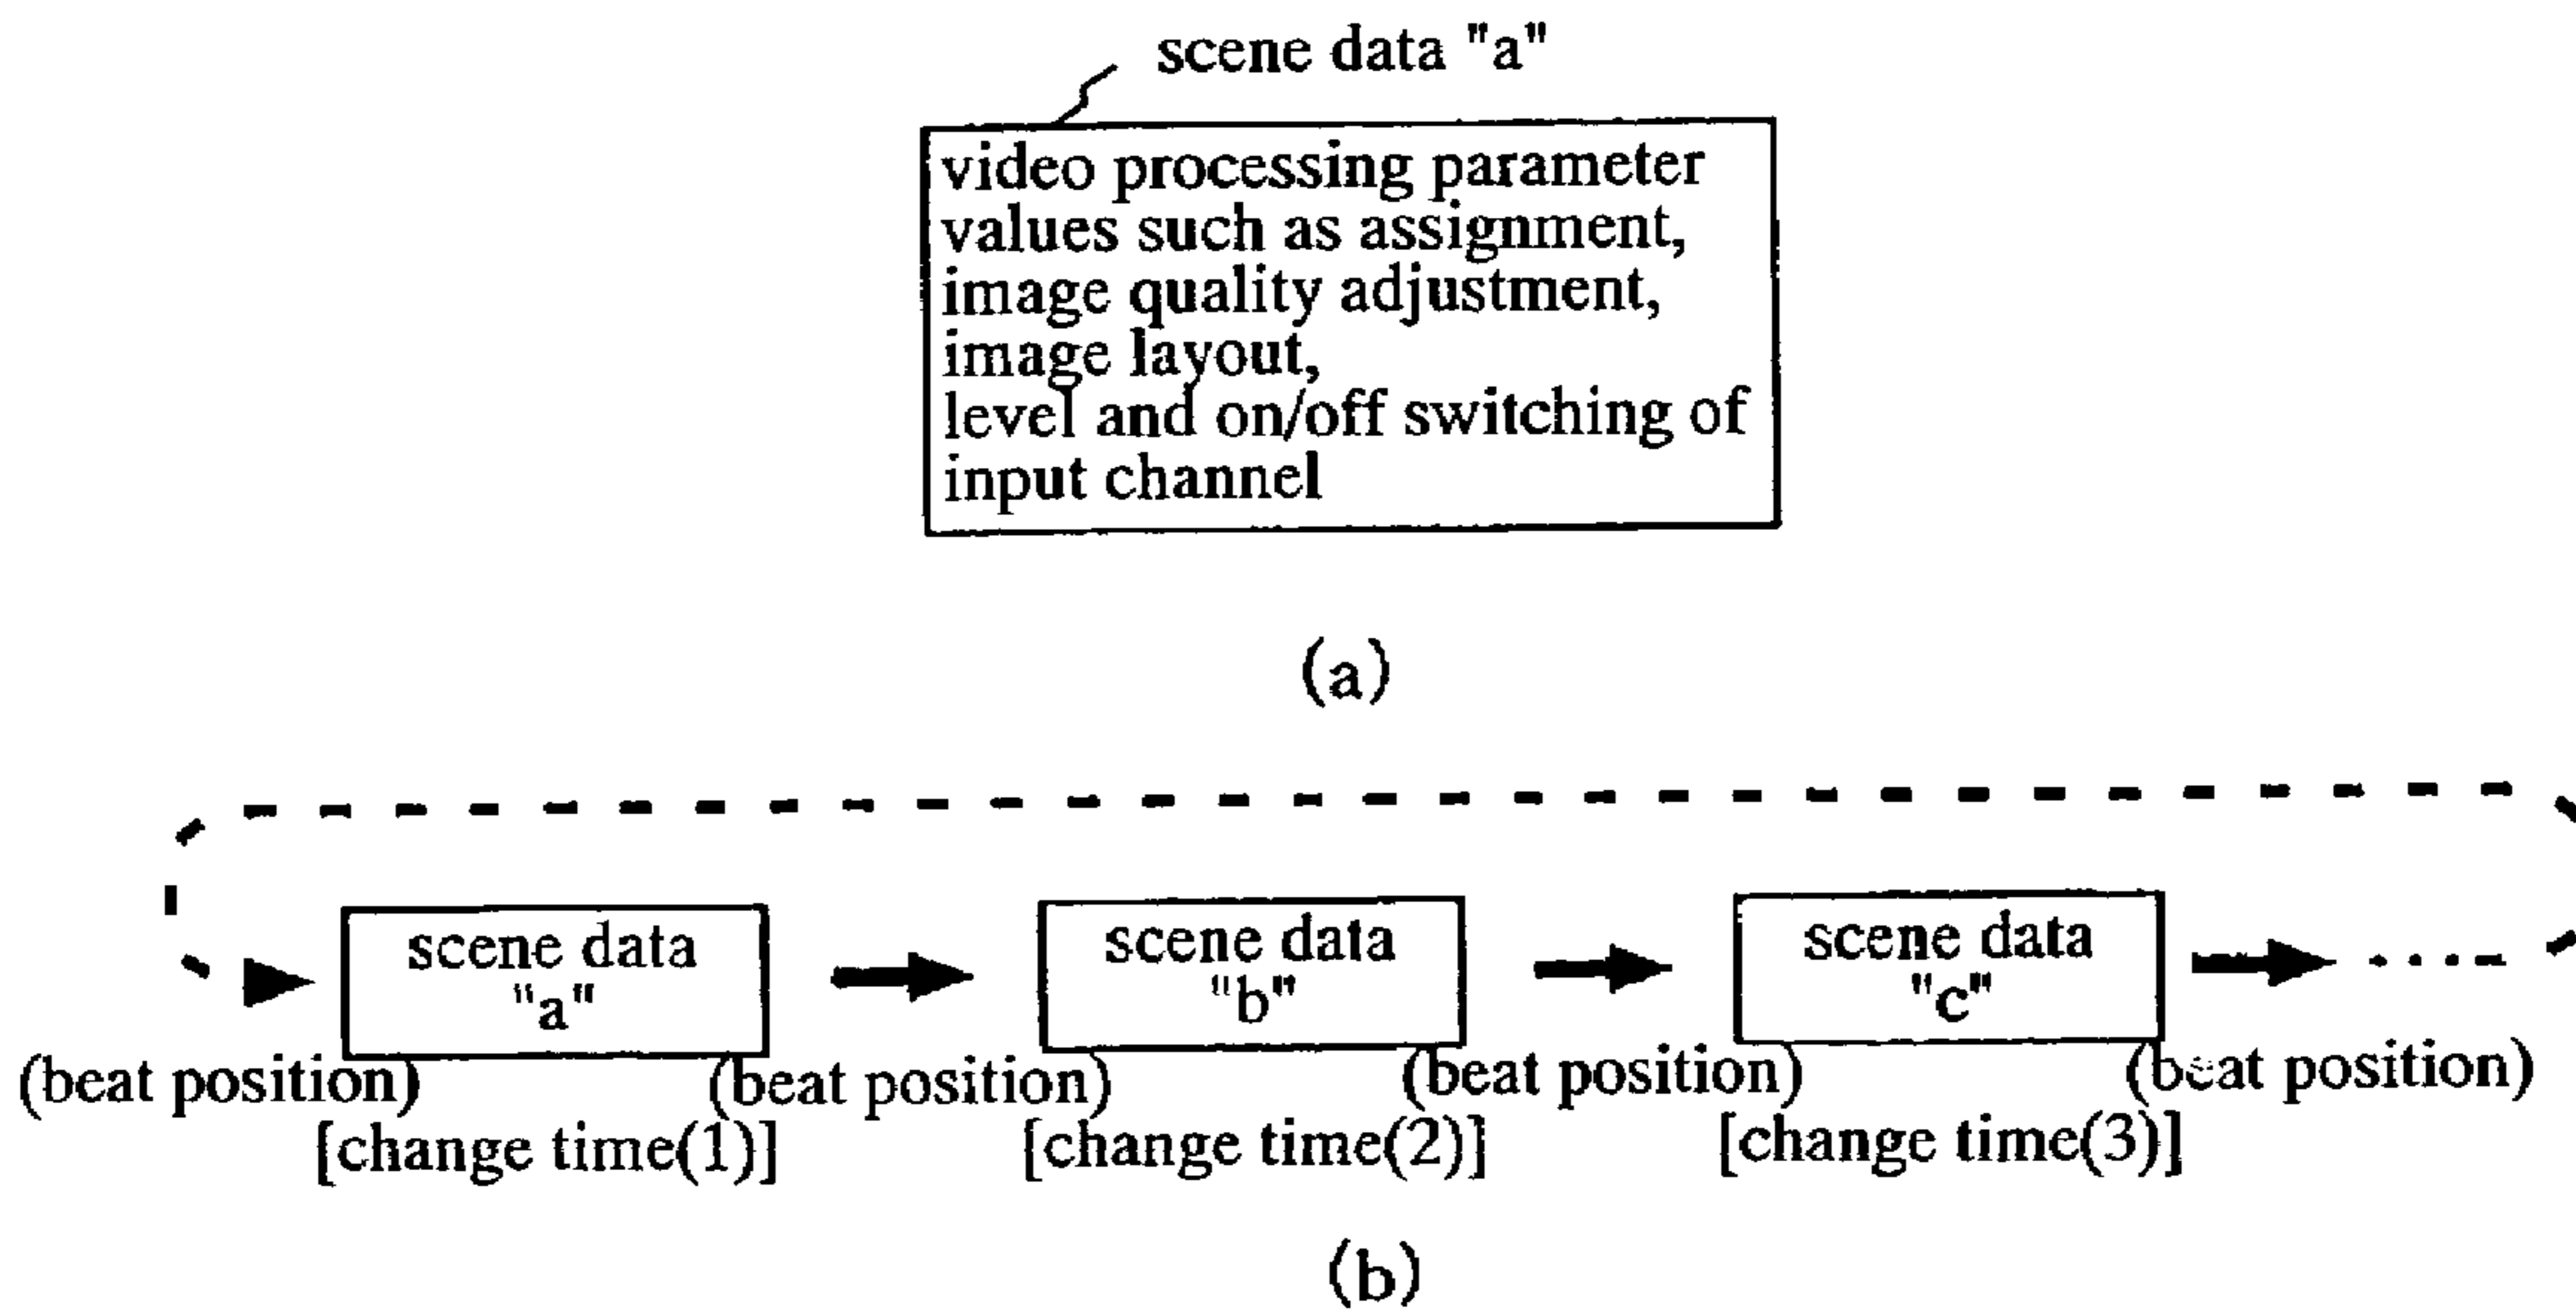 scene data "a"
video processing parameter
values such as assignment,
image quality adjustment,
image layout,
level and on/off switching of
input channel
(a)
scene data
"a"
scene data
"b"
scene data
"c"
(beat position)
(beat position)
(beat position)
(beat position)
[change time(1)]
[change time(2)]
[change time(3)]
(b)